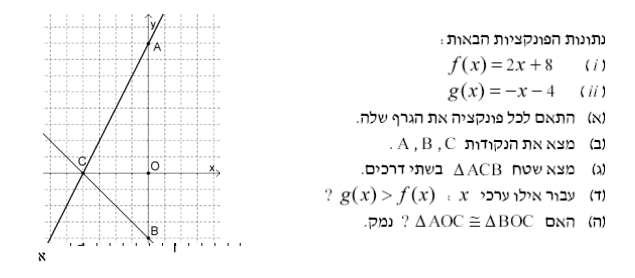 y
A
C
O
x
B
א
נתונות הפונקציות הבאות :
(i) f(x) = 2x + 8
(ii) g(x) = −x − 4
(א) התאם לכל פונקציה את הגרף שלה.
(ב) מצא את הנקודות A , B , C .
(ג) מצא שטח ΔACB בשתי דרכים.
(ד) עבור אילו ערכי x : g(x) > f(x) ?
(ה) האם ΔAOC ≅ ΔBOC ? נמק.